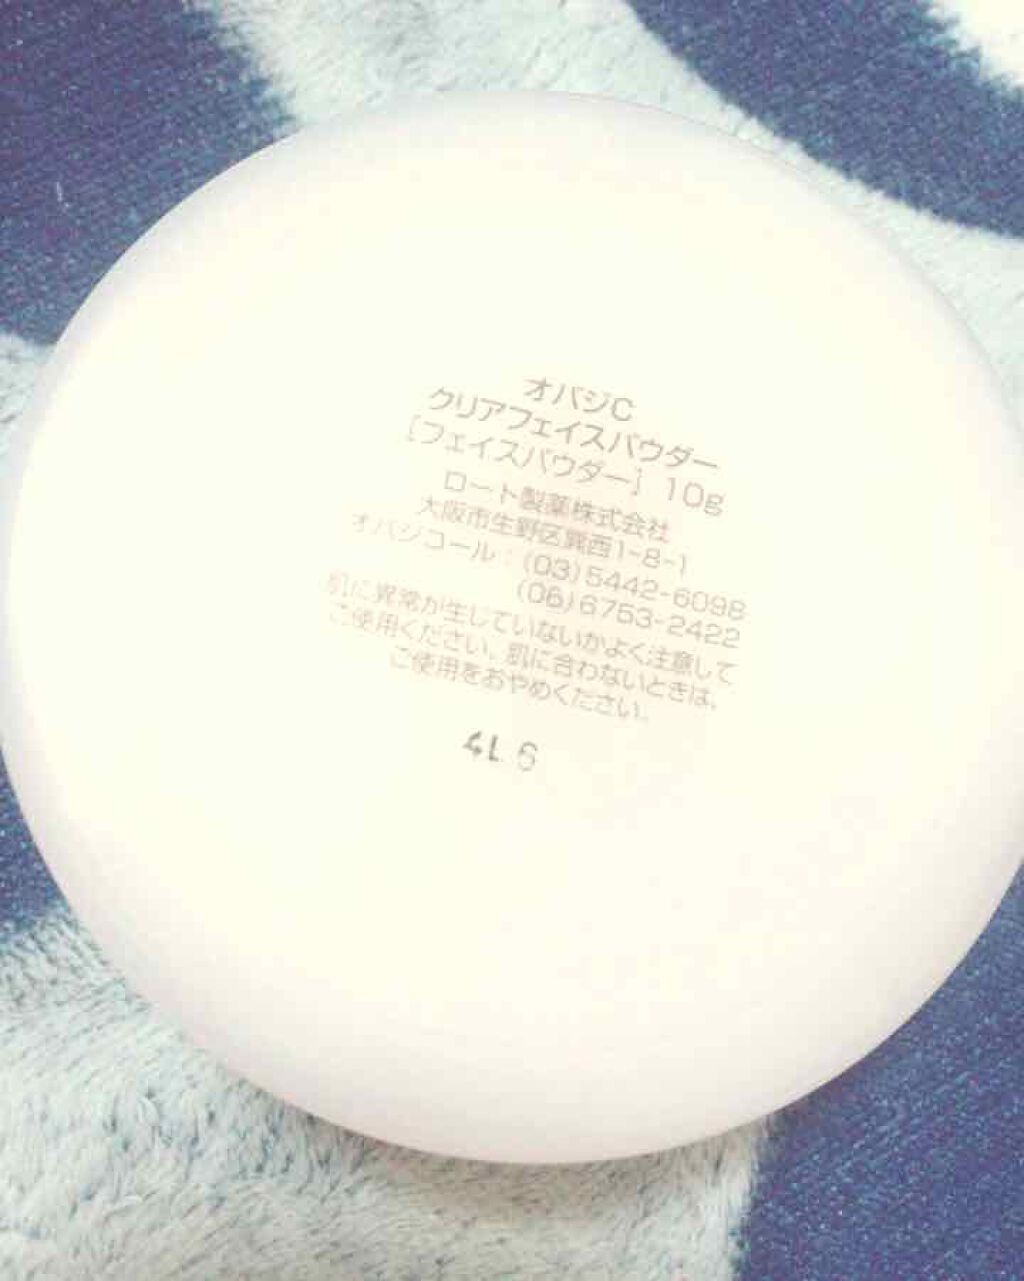 オバジC
クリアフェイスパウダー
［フェイスパウダー］ 10g
ロート製薬株式会社
大阪市生野区巽西1-8-1
オバジコール：(03)5442-6098
(06)6753-2422
肌に異常が生じていないかよく注意して
ご使用ください。肌に合わないときは、
ご使用をおやめください。
4L 6